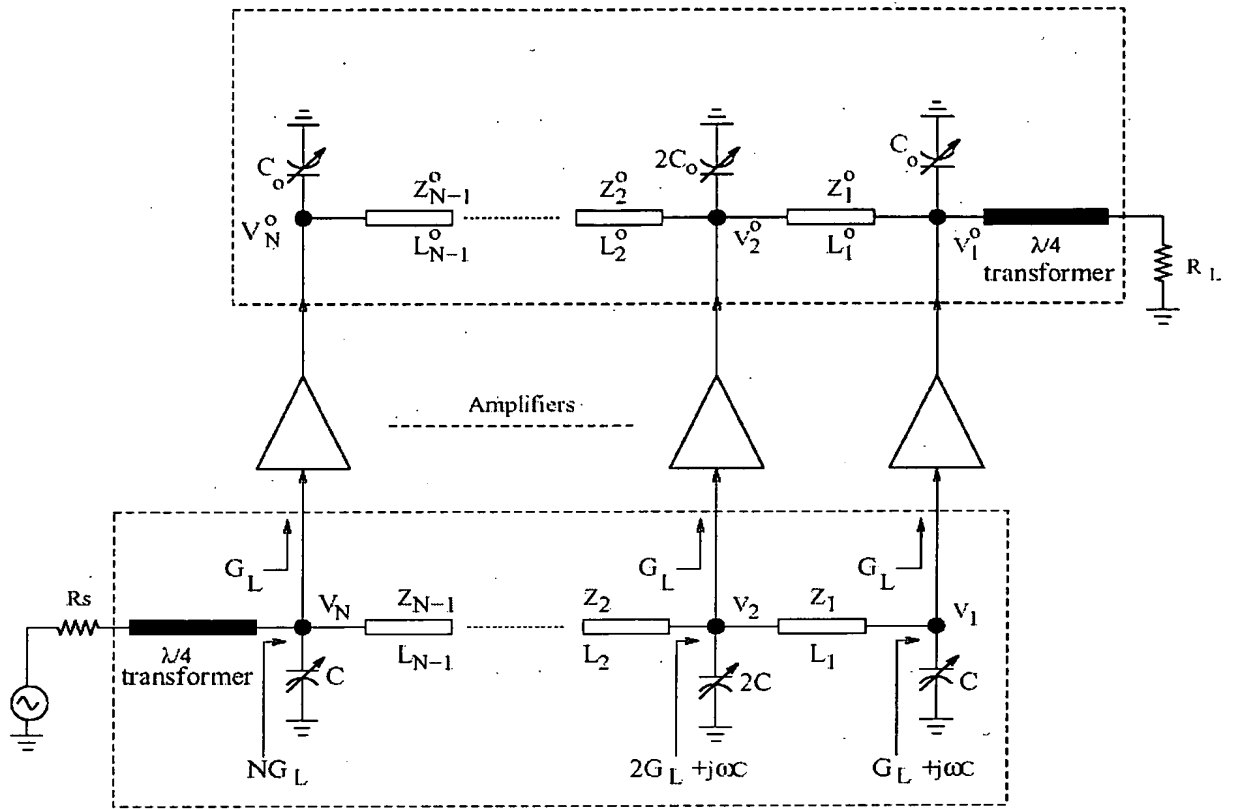 C_o 2C_o C_o
Z^o_{N-1} Z^o_2 Z^o_1
V^o_N L^o_{N-1} L^o_2 V^o_2 L^o_1 V^o_1 λ/4
transformer
R_L
Amplifiers
G_L G_L G_L
Rs V_N Z_{N-1} Z_2 V_2 Z_1 V_1
λ/4
transformer C L_{N-1} L_2 2C L_1 C
NG_L 2G_L+jωC G_L+jωC